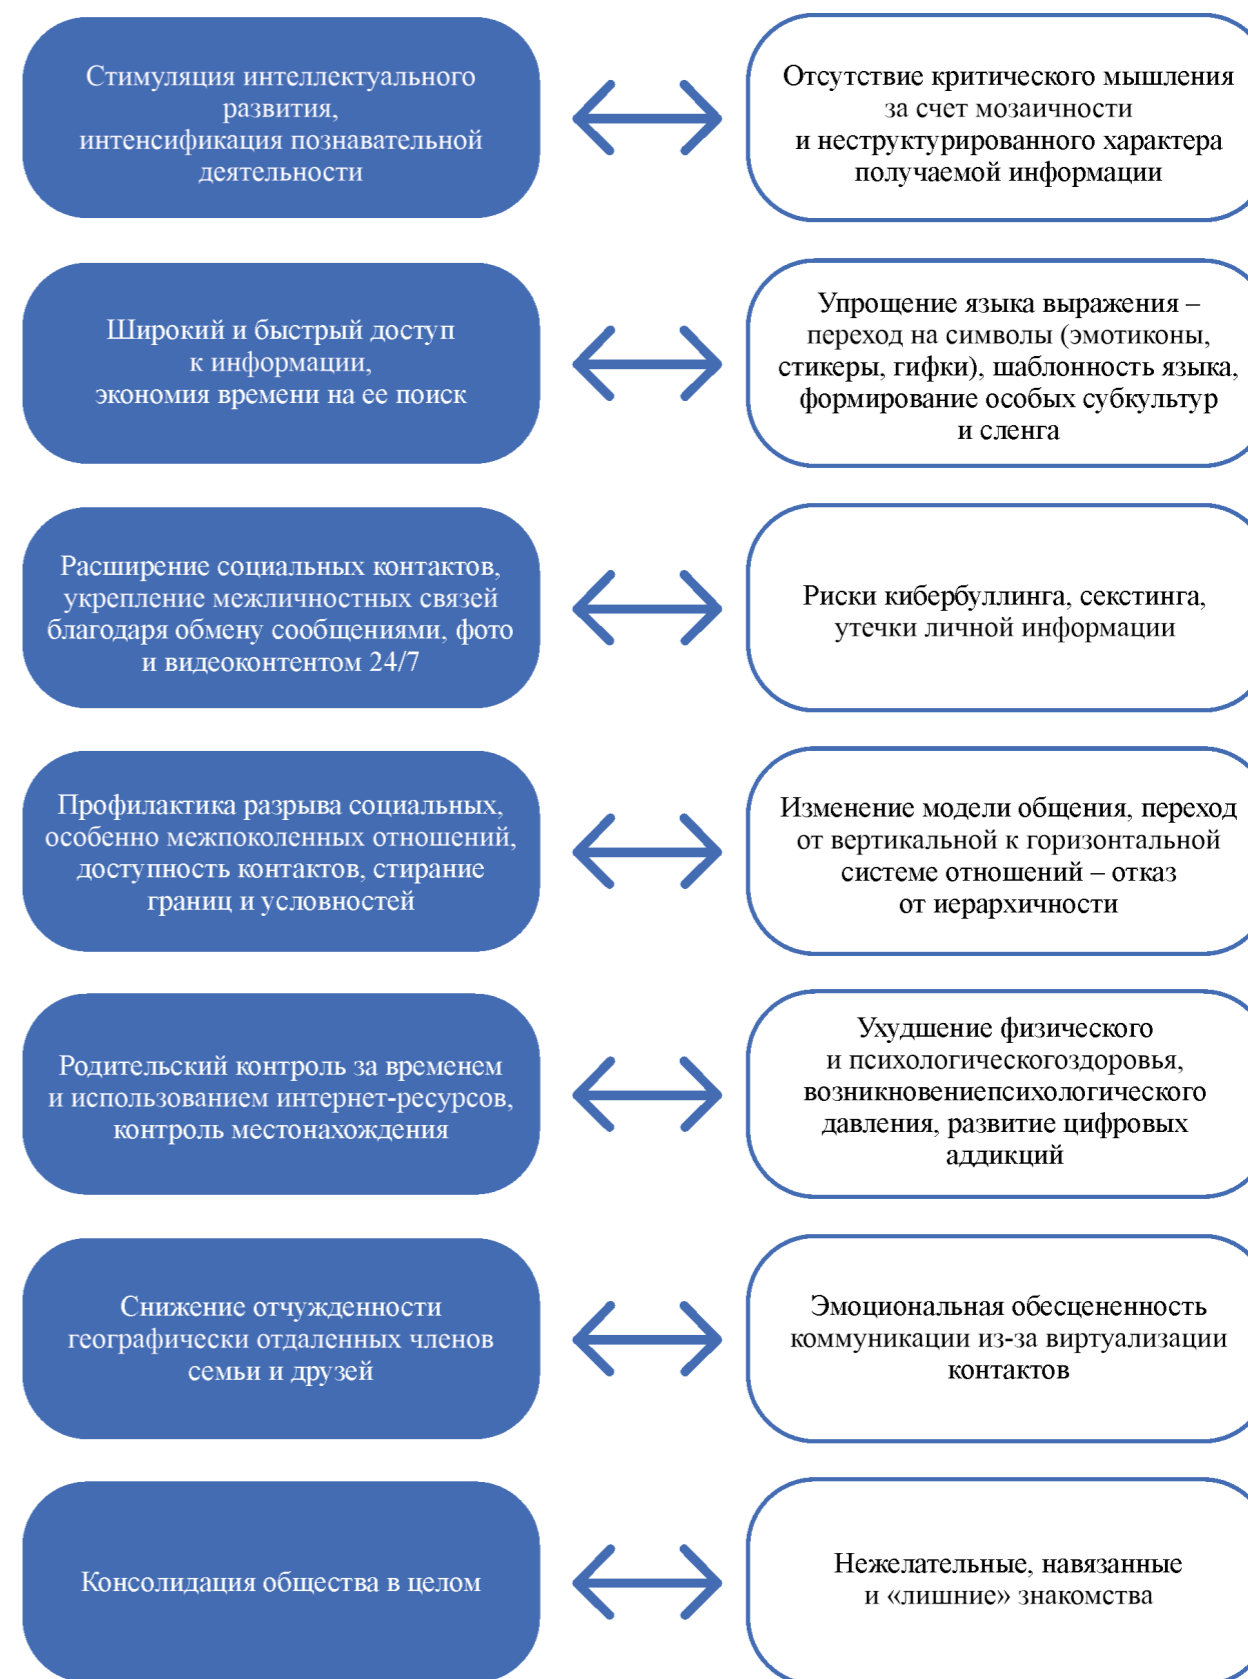 Стимуляция интеллектуального
развития,
интенсификация познавательной
деятельности
Отсутствие критического мышления
за счет мозаичности
и неструктурированного характера
получаемой информации
Широкий и быстрый доступ
к информации,
экономия времени на ее поиск
Упрощение языка выражения –
переход на символы (эмотиконы,
стикеры, гифки), шаблонность языка,
формирование особых субкультур
и сленга
Расширение социальных контактов,
укрепление межличностных связей
благодаря обмену сообщениями, фото
и видеоконтентом 24/7
Риски кибербуллинга, секстинга,
утечки личной информации
Профилактика разрыва социальных,
особенно межпоколенных отношений,
доступность контактов, стирание
границ и условностей
Изменение модели общения, переход
от вертикальной к горизонтальной
системе отношений – отказ
от иерархичности
Родительский контроль за временем
и использованием интернет-ресурсов,
контроль местонахождения
Ухудшение физического
и психологическогоздоровья,
возникновениепсихологического
давления, развитие цифровых
аддикций
Снижение отчужденности
географически отдаленных членов
семьи и друзей
Эмоциональная обесцененность
коммуникации из-за виртуализации
контактов
Консолидация общества в целом
Нежелательные, навязанные
и «лишние» знакомства